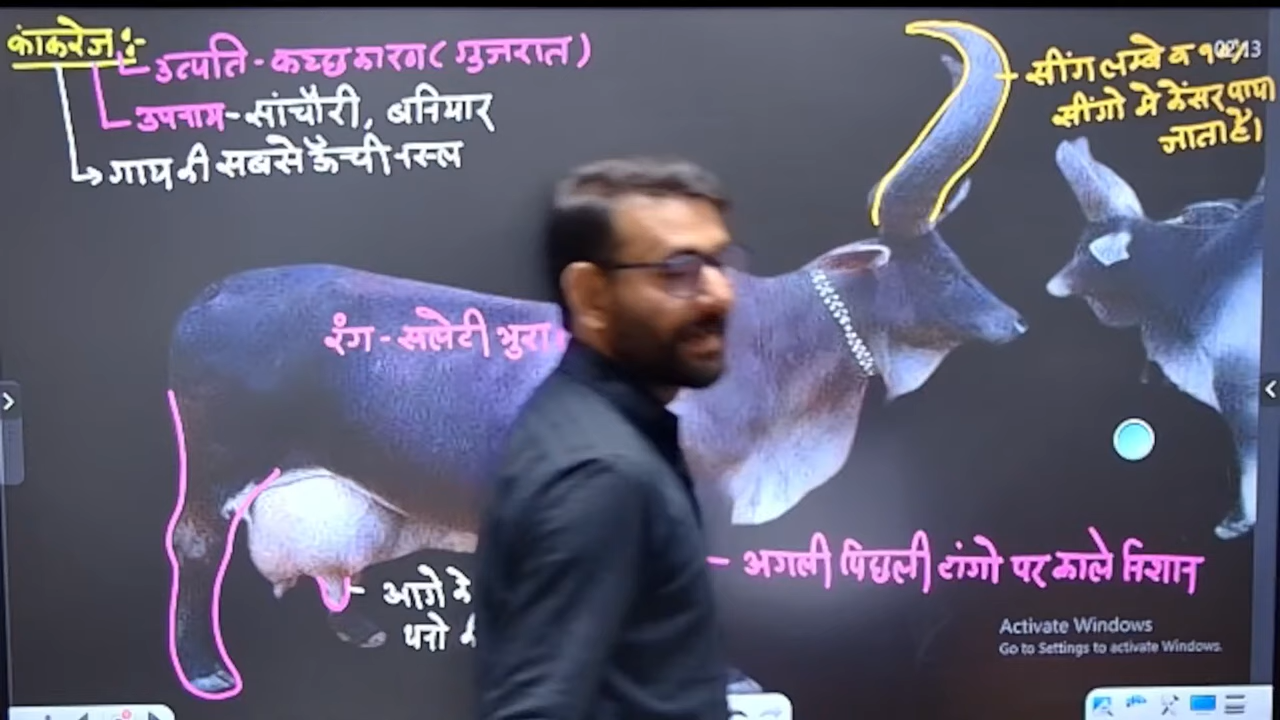 कांकरेज :-
उत्पति - कच्छ का रण ( गुजरात )
उपनाम - सांचौरी, बनियार
गाय की सबसे ऊँची नस्ल
सींग लम्बे व
सींगो मे केंसर पाया
जाता है।
रंग - सलेटी भुरा
आगे के
थनो
- अगली पिछली टांगो पर काले निशान
Activate Windows
Go to Settings to activate Windows.